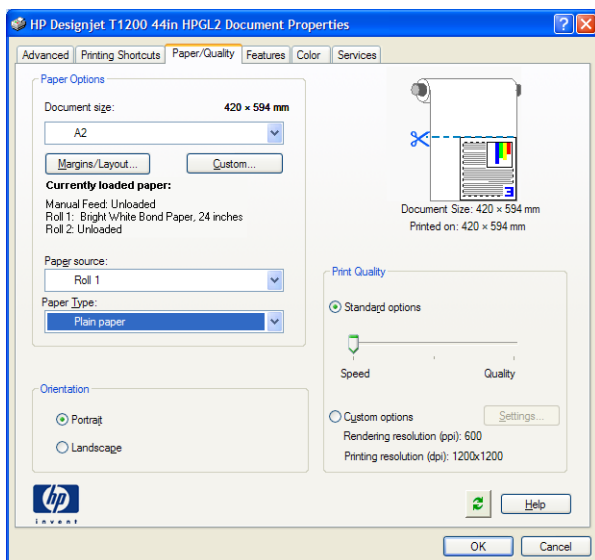 HP Designjet T1200 44in HPGL2 Document Properties
Advanced Printing Shortcuts Paper/Quality Features Color Services
Paper Options
Document size: 420 × 594 mm
A2
Margins/Layout... Custom...
Currently loaded paper:
Manual Feed: Unloaded
Roll 1: Bright White Bond Paper, 24 inches
Roll 2: Unloaded
Paper source:
Roll 1
Paper Type:
Plain paper
Orientation
Portrait
Landscape
Document Size: 420 × 594 mm
Printed on: 420 × 594 mm
Print Quality
Standard options
Speed Quality
Custom options Settings...
Rendering resolution (ppi): 600
Printing resolution (dpi): 1200x1200
hp
invent
Help
OK Cancel